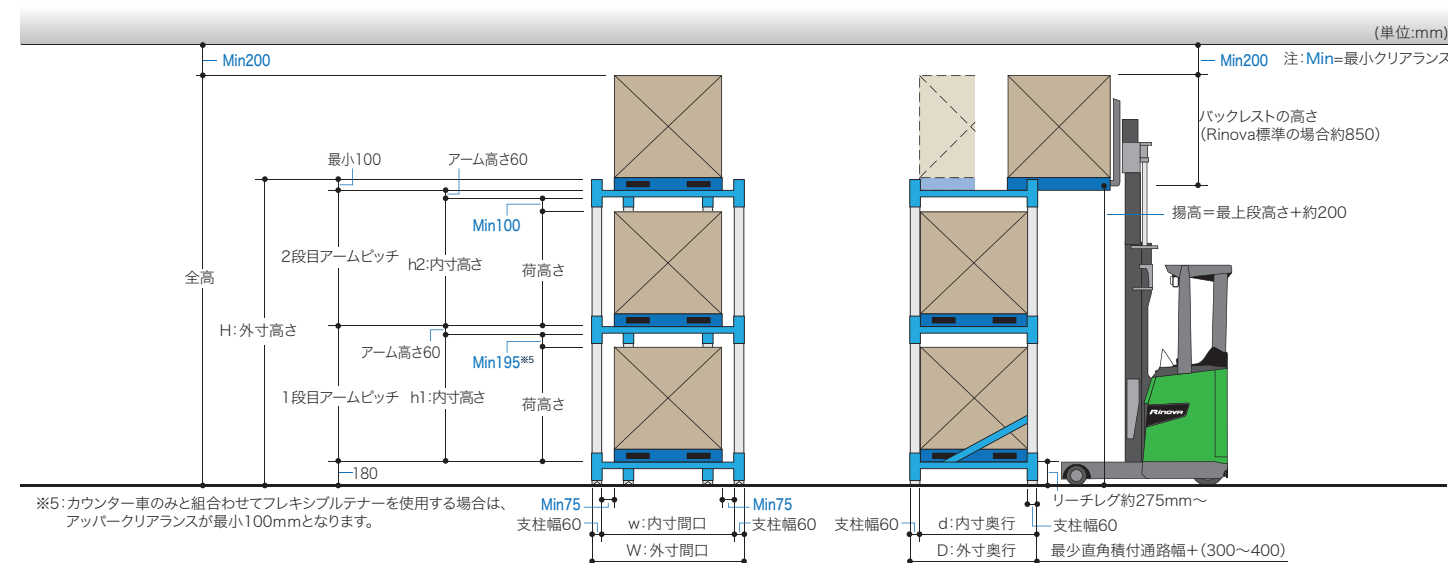 (単位:mm)
Min200
Min200 注:Min=最小クリアランス
バックレストの高さ
(Rinova標準の場合約850)
最小100
アーム高さ60
揚高=最上段高さ+約200
Min100
2段目アームピッチ
h2:内寸高さ
荷高さ
全高
H:外寸高さ
アーム高さ60
Min195※5
1段目アームピッチ
h1:内寸高さ
荷高さ
Rinova
180
※5:カウンター車のみと組合わせてフレキシブルテナーを使用する場合は、
アッパークリアランスが最小100mmとなります。
Min75
Min75
リーチレグ約275mm〜
支柱幅60
w:内寸間口
支柱幅60
支柱幅60
d:内寸奥行
支柱幅60
W:外寸間口
D:外寸奥行
最少直角積付通路幅+(300〜400)